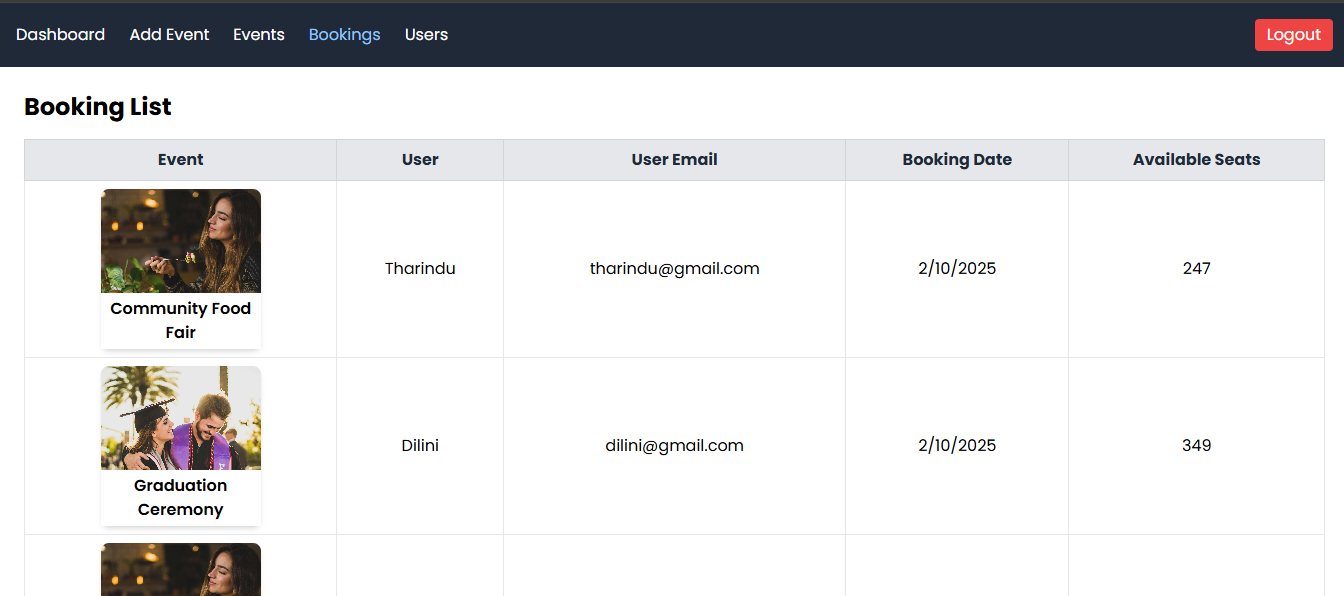 Dashboard Add Event Events Bookings Users Logout
Booking List
Event User User Email Booking Date Available Seats
Community Food
Fair
Tharindu tharindu@gmail.com 2/10/2025 247
Graduation
Ceremony
Dilini dilini@gmail.com 2/10/2025 349